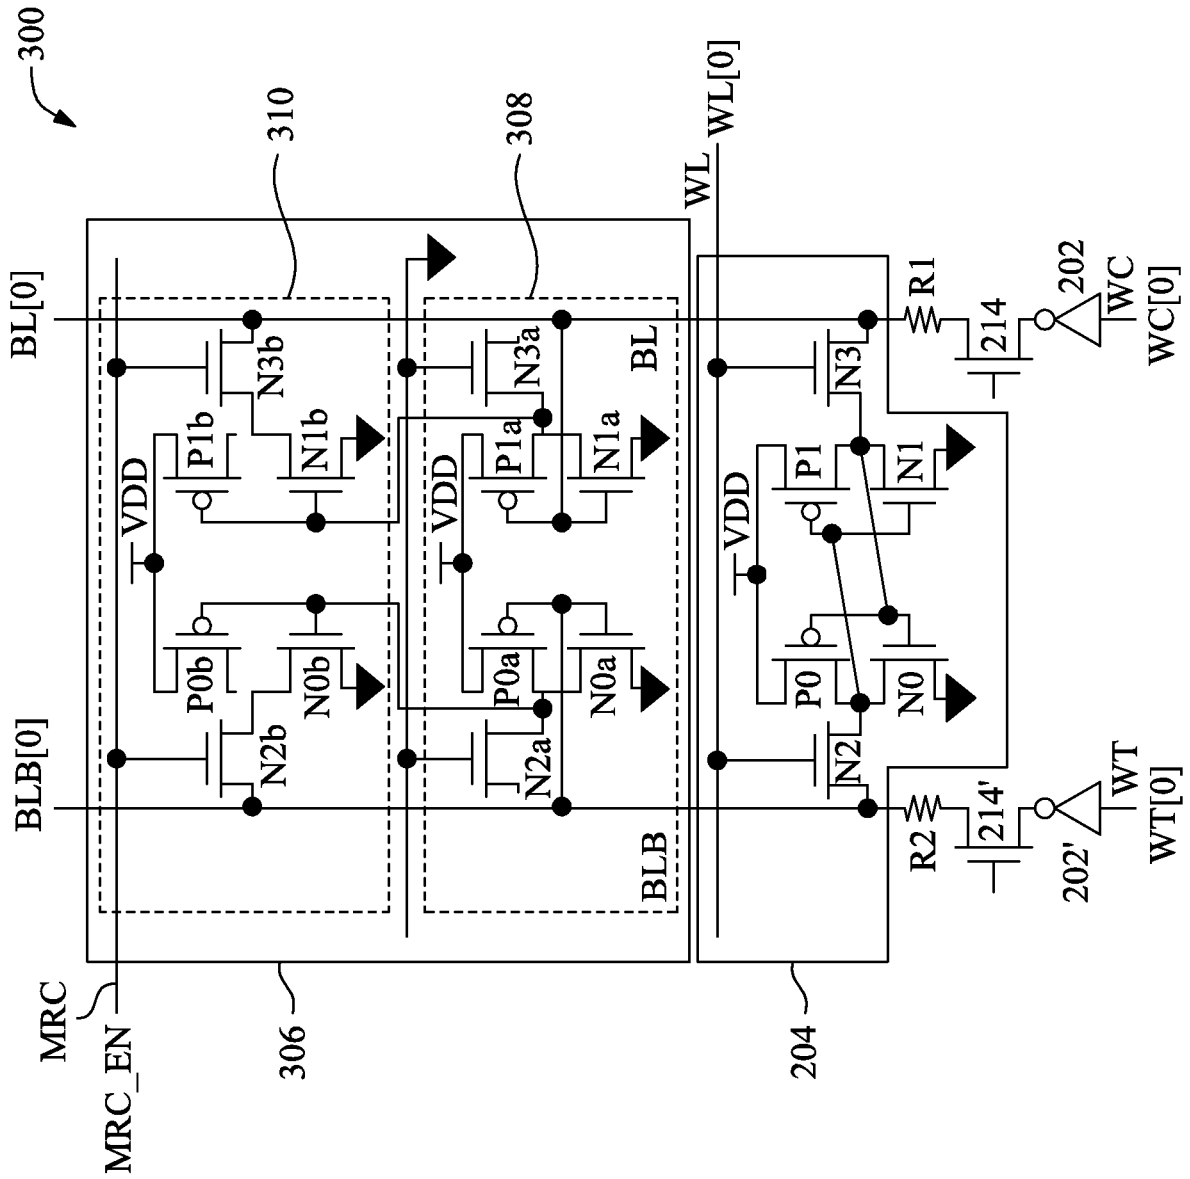 300
310
308
BL[0]
BLB[0]
MRC
MRC_EN
306
204
VDD
P0b
P1b
N0b
N1b
N2b
N3b
VDD
P0a
P1a
N0a
N1a
N2a
N3a
BL
BLB
WL
WL[0]
VDD
P0
P1
N0
N1
N2
N3
R1
214
202
WC
WC[0]
R2
214'
202'
WT
WT[0]